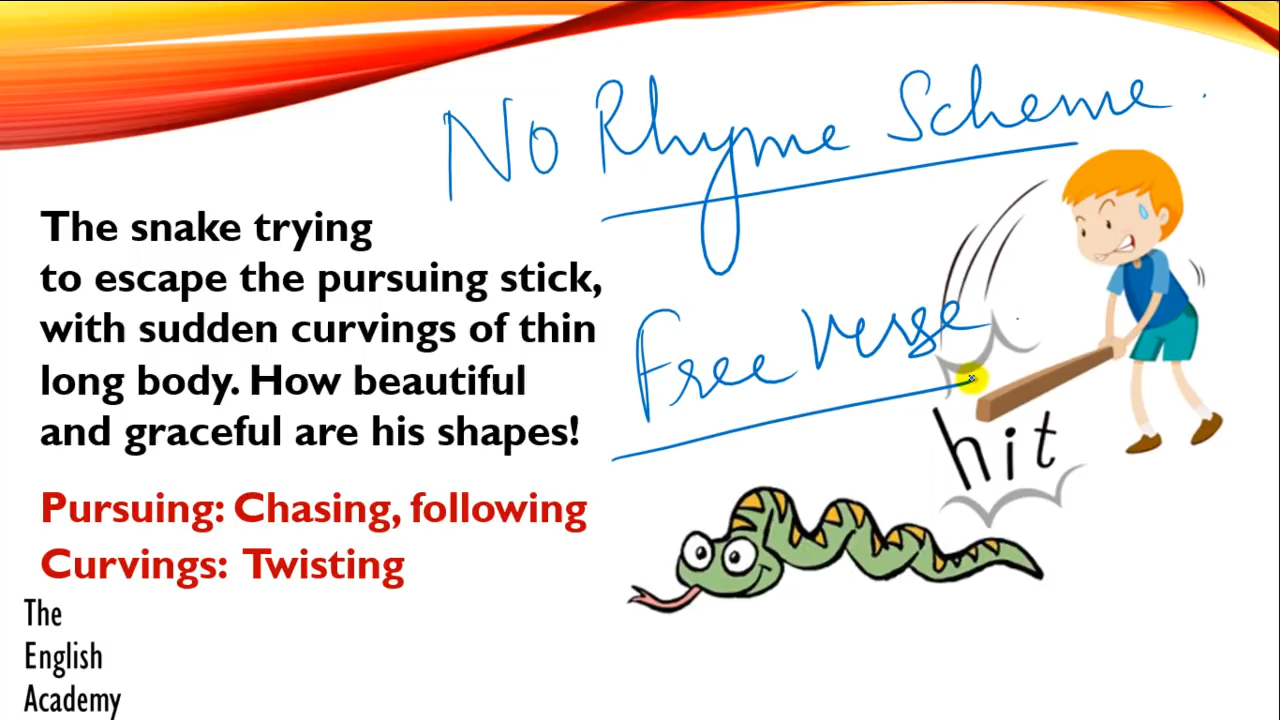 No Rhyme Scheme.
The snake trying
to escape the pursuing stick,
with sudden curvings of thin
long body. How beautiful
and graceful are his shapes!
Free Verse.
hit
Pursuing: Chasing, following
Curvings: Twisting
The
English
Academy